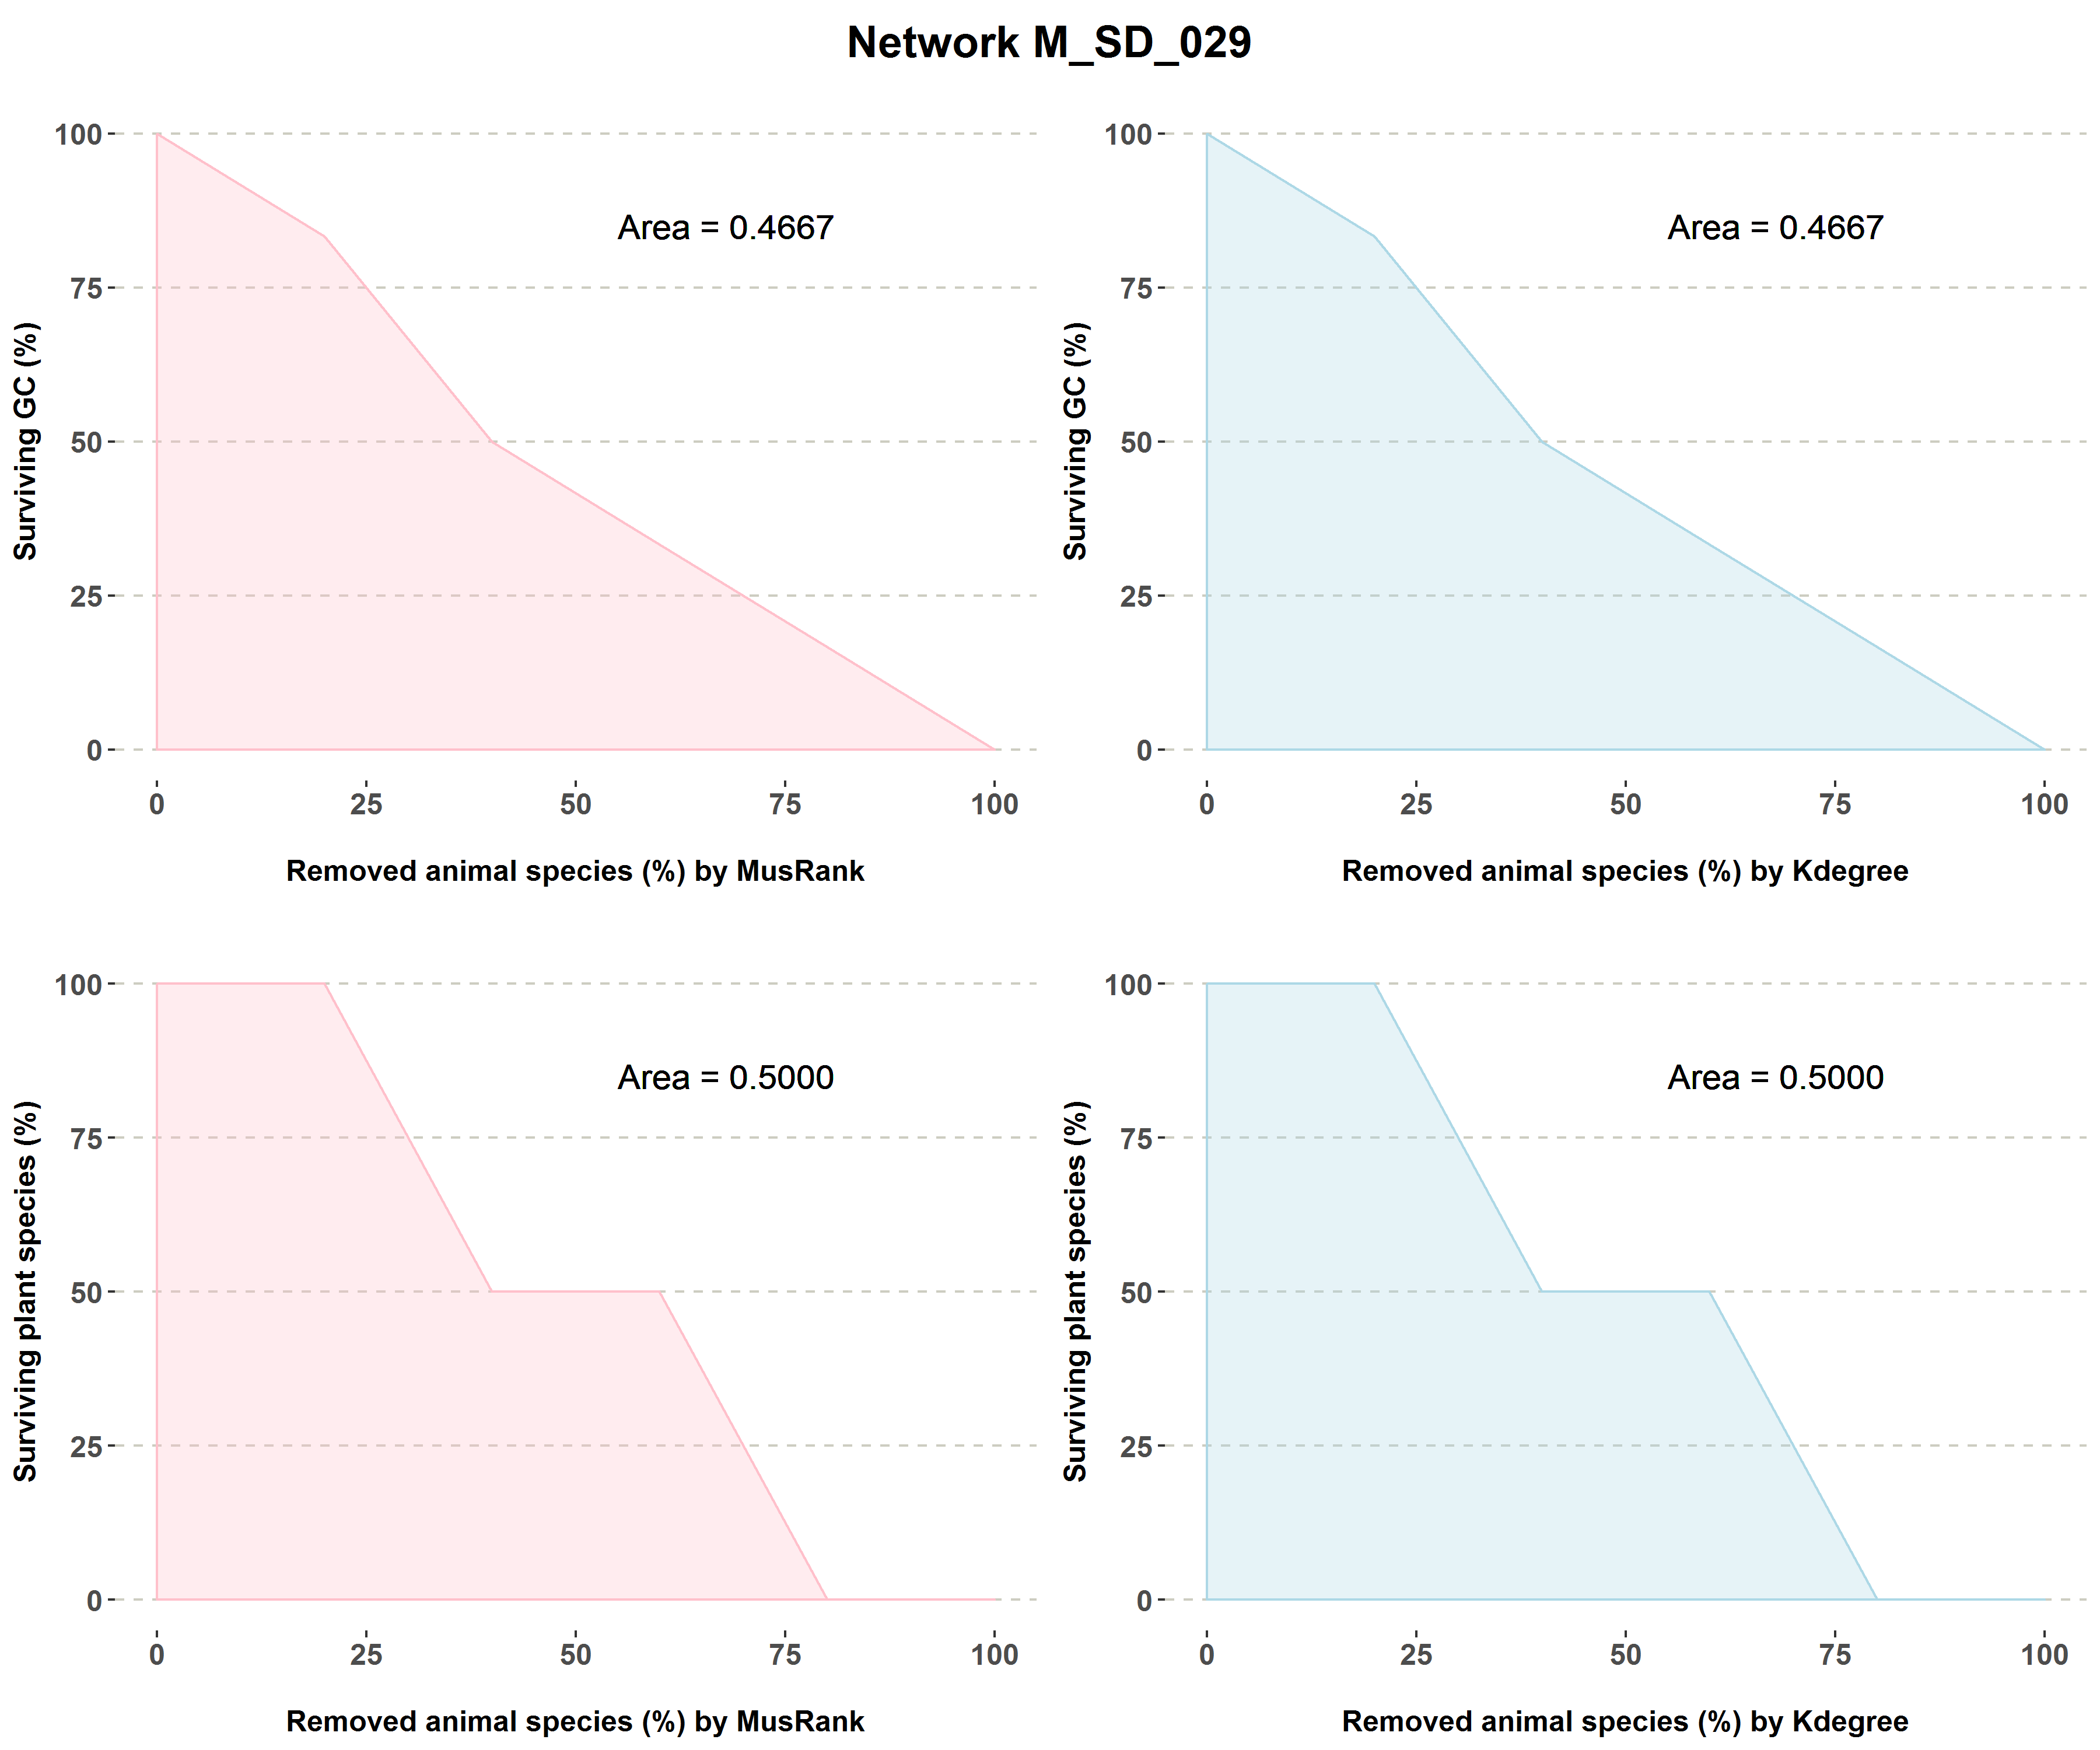 Network M_SD_029
Surviving GC (%)
100
75
50
25
0
Area = 0.4667
0 25 50 75 100
Removed animal species (%) by MusRank
Surviving GC (%)
100
75
50
25
0
Area = 0.4667
0 25 50 75 100
Removed animal species (%) by Kdegree
Surviving plant species (%)
100
75
50
25
0
Area = 0.5000
0 25 50 75 100
Removed animal species (%) by MusRank
Surviving plant species (%)
100
75
50
25
0
Area = 0.5000
0 25 50 75 100
Removed animal species (%) by Kdegree